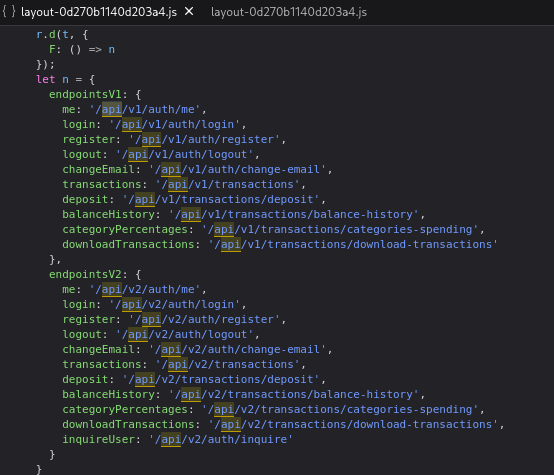 { } layout-0d270b1140d203a4.js × layout-0d270b1140d203a4.js
r.d(t, {
F: () => n
});
let n = {
endpointsV1: {
me: '/api/v1/auth/me',
login: '/api/v1/auth/login',
register: '/api/v1/auth/register',
logout: '/api/v1/auth/logout',
changeEmail: '/api/v1/auth/change-email',
transactions: '/api/v1/transactions',
deposit: '/api/v1/transactions/deposit',
balanceHistory: '/api/v1/transactions/balance-history',
categoryPercentages: '/api/v1/transactions/categories-spending',
downloadTransactions: '/api/v1/transactions/download-transactions'
},
endpointsV2: {
me: '/api/v2/auth/me',
login: '/api/v2/auth/login',
register: '/api/v2/auth/register',
logout: '/api/v2/auth/logout',
changeEmail: '/api/v2/auth/change-email',
transactions: '/api/v2/transactions',
deposit: '/api/v2/transactions/deposit',
balanceHistory: '/api/v2/transactions/balance-history',
categoryPercentages: '/api/v2/transactions/categories-spending',
downloadTransactions: '/api/v2/transactions/download-transactions',
inquireUser: '/api/v2/auth/inquire'
}
}